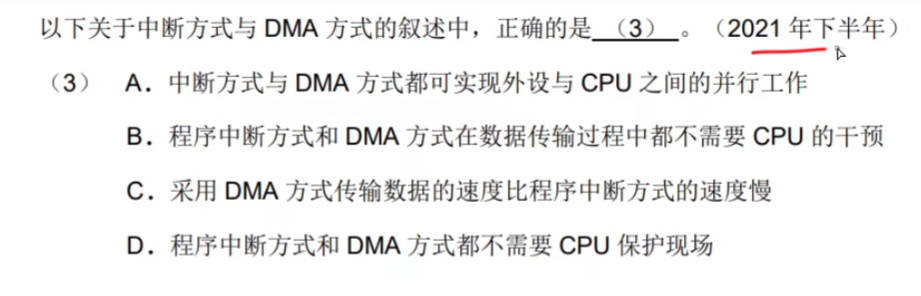 以下关于中断方式与 DMA 方式的叙述中，正确的是 （3） 。（2021 年下半年）
（3） A．中断方式与 DMA 方式都可实现外设与 CPU 之间的并行工作
B．程序中断方式和 DMA 方式在数据传输过程中都不需要 CPU 的干预
C．采用 DMA 方式传输数据的速度比程序中断方式的速度慢
D．程序中断方式和 DMA 方式都不需要 CPU 保护现场